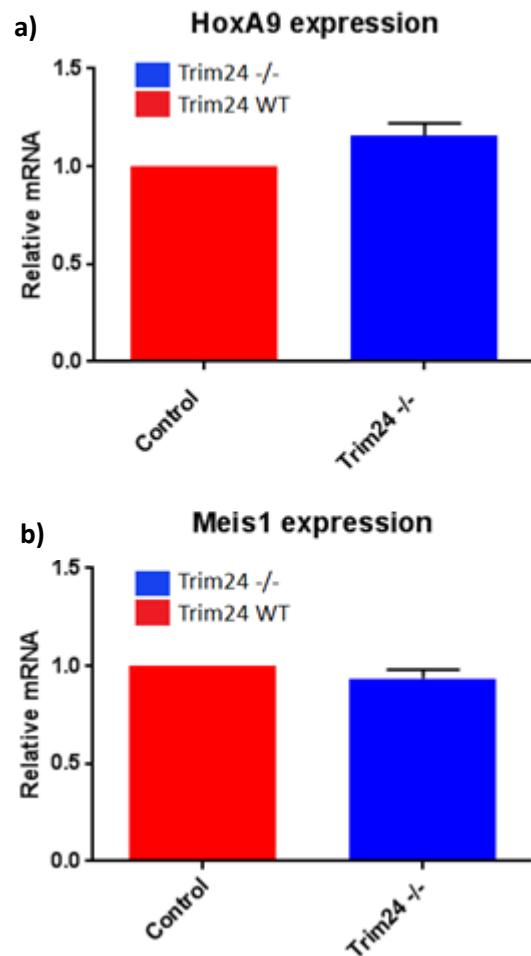 a)
HoxA9 expression
Trim24 -/-
Trim24 WT
Relative mRNA
1.5
1.0
0.5
0.0
Control
Trim24 -/-
b)
Meis1 expression
Trim24 -/-
Trim24 WT
Relative mRNA
1.5
1.0
0.5
0.0
Control
Trim24 -/-